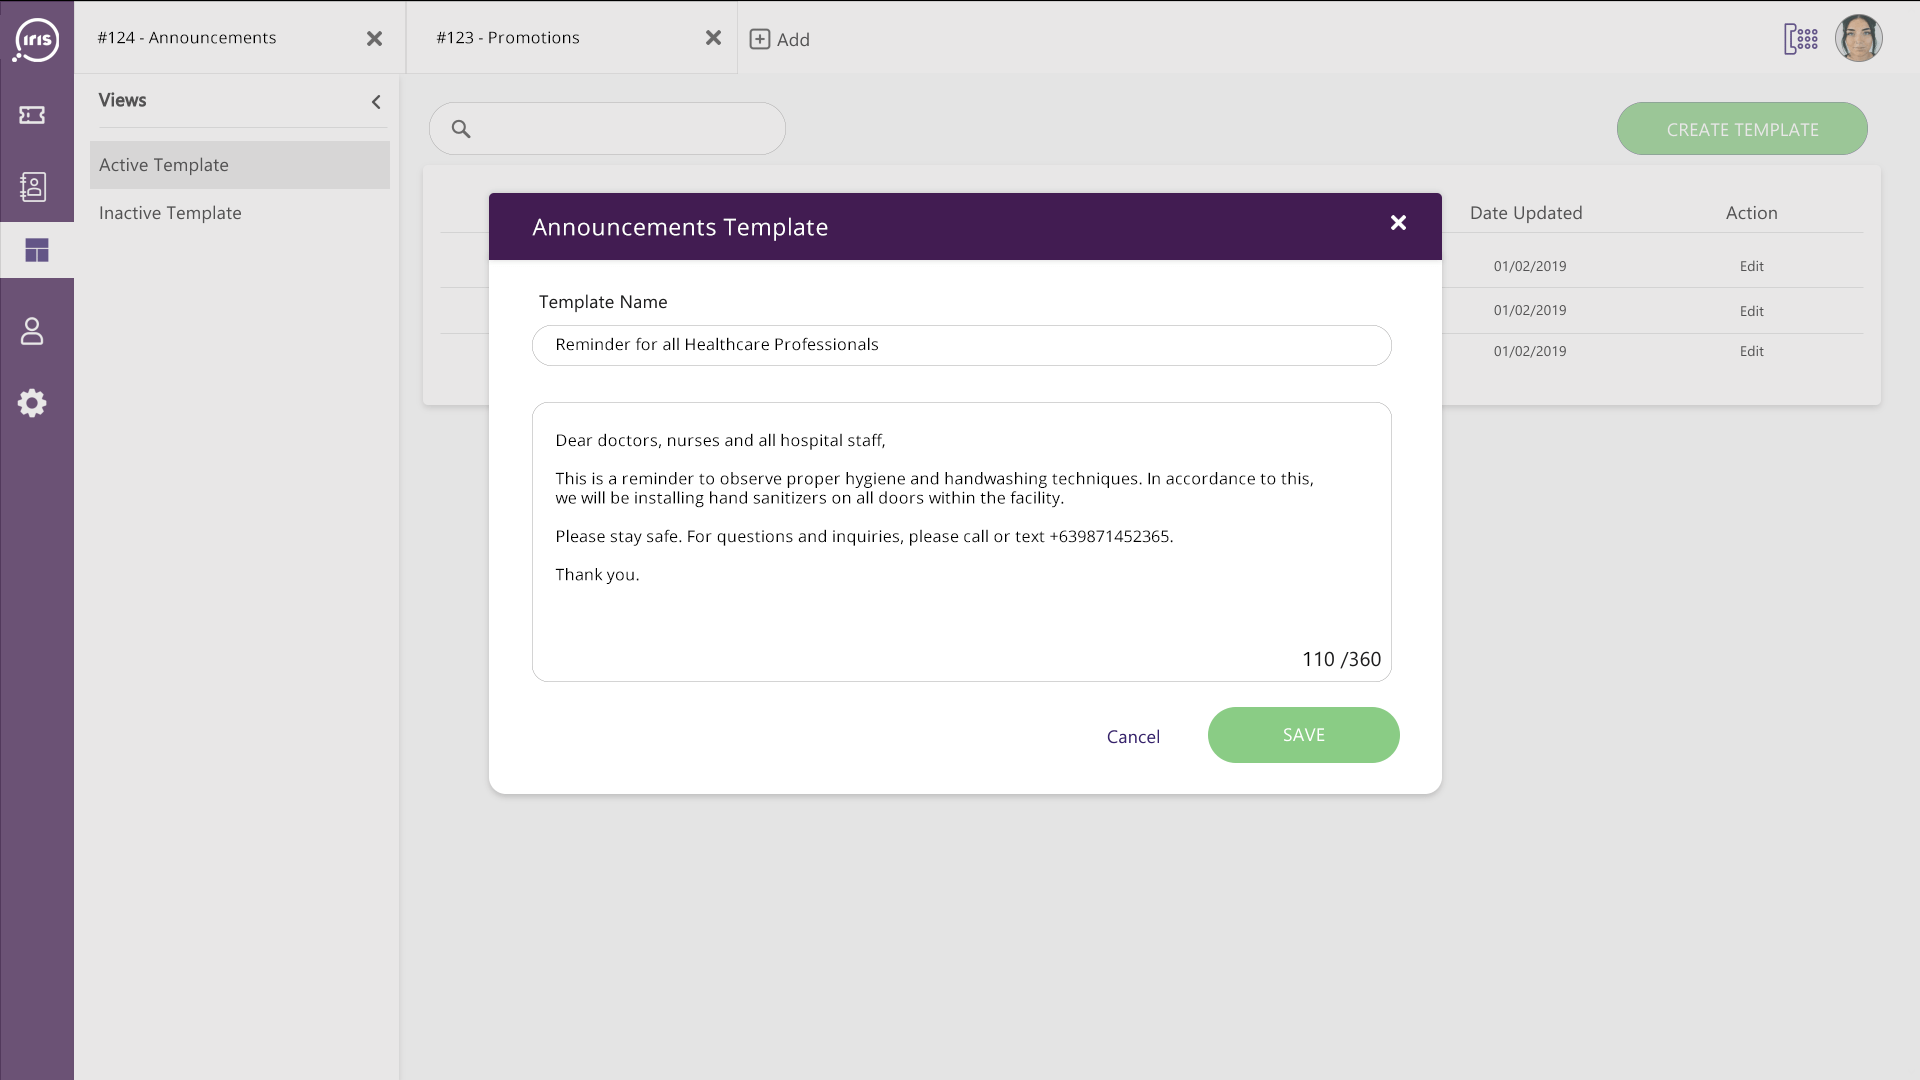 iris
#124 - Announcements
#123 - Promotions
Add
Views
Active Template
Inactive Template
CREATE TEMPLATE
Date Updated
Action
01/02/2019
Edit
01/02/2019
Edit
01/02/2019
Edit
Announcements Template
Template Name
Reminder for all Healthcare Professionals
Dear doctors, nurses and all hospital staff,
This is a reminder to observe proper hygiene and handwashing techniques. In accordance to this,
we will be installing hand sanitizers on all doors within the facility.
Please stay safe. For questions and inquiries, please call or text +639871452365.
Thank you.
110 /360
Cancel
SAVE